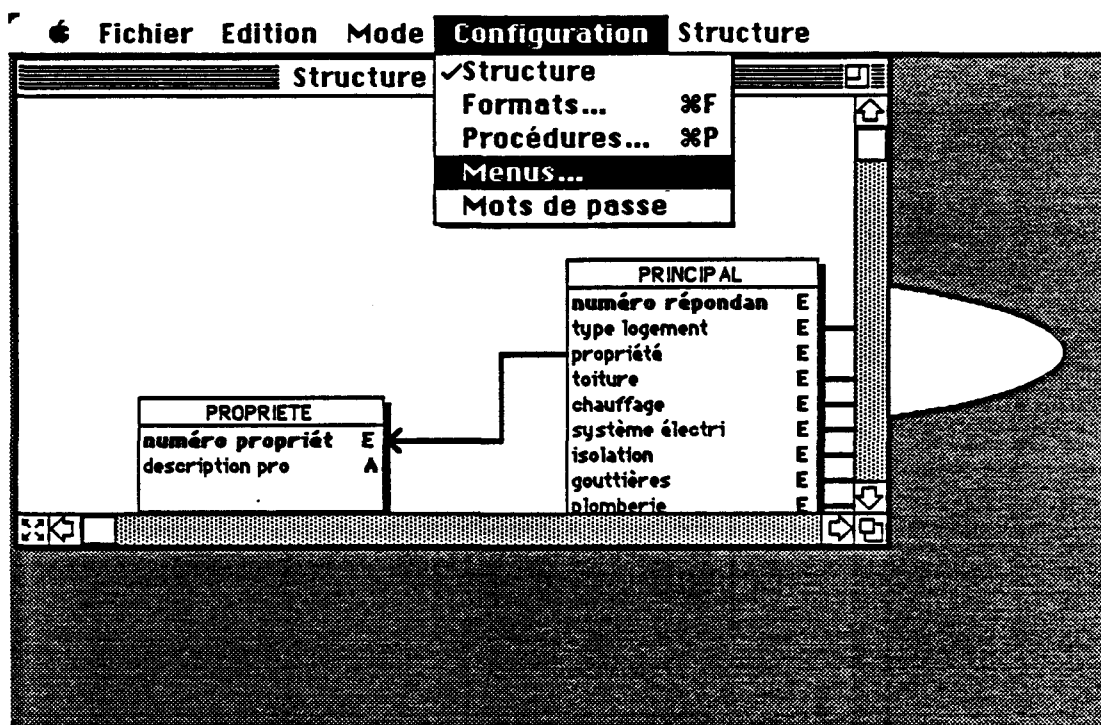 Fichier Edition Mode Configuration Structure
Structure
✓Structure
Formats... ⌘F
Procédures... ⌘P
Menus...
Mots de passe
PRINCIPAL
numéro répondan E
type logement E
propriété E
toiture E
chauffage E
système électri E
isolation E
gouttières E
plomberie E
PROPRIETE
numéro propriét E
description pro A